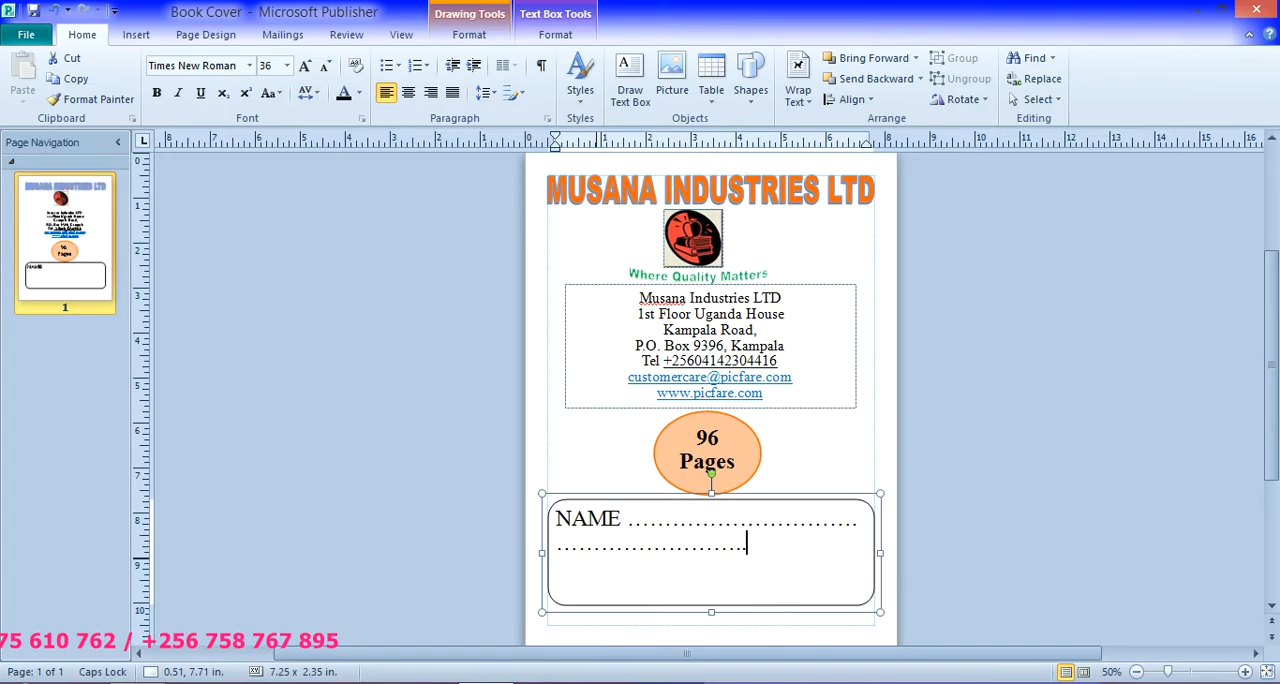 Book Cover - Microsoft Publisher
Drawing Tools
Text Box Tools
File
Home
Insert
Page Design
Mailings
Review
View
Format
Format
Paste
Cut
Copy
Format Painter
Clipboard
Times New Roman
36
B I U x₂ x² Aa AV A
Font
Paragraph
Styles
Styles
Draw Text Box
Picture
Table
Shapes
Objects
Wrap Text
Bring Forward
Send Backward
Align
Group
Ungroup
Rotate
Arrange
Find
Replace
Select
Editing
Page Navigation
1
MUSANA INDUSTRIES LTD
Where Quality Matters
Musana Industries LTD
1st Floor Uganda House
Kampala Road,
P.O. Box 9396, Kampala
Tel +25604142304416
customercare@picfare.com
www.picfare.com
96
Pages
NAME ...............................
..........................
75 610 762 / +256 758 767 895
Page: 1 of 1
Caps Lock
0.51, 7.71 in.
7.25 x 2.35 in.
50%